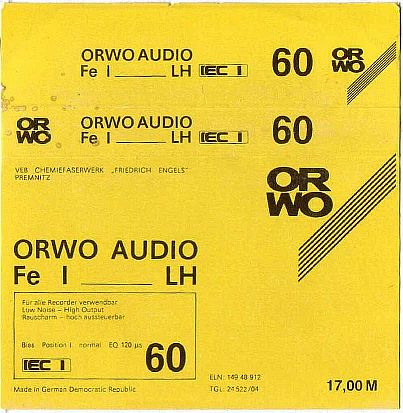 ORWO AUDIO
Fe I ____ LH IEC I 60 OR
WO
OR
WO
ORWO AUDIO
Fe I ____ LH IEC I 60
VEB CHEMIEFASERWERK „FRIEDRICH ENGELS"
PREMNITZ
OR
WO
ORWO AUDIO
Fe I ____ LH
Für alle Recorder verwendbar
Low Noise – High Output
Rauscharm – hoch aussteuerbar
Bias Position I normal EQ 120 µs
IEC I 60
ELN: 149 48 912
Made in German Democratic Republic TGL: 24 522/04
17,00 M